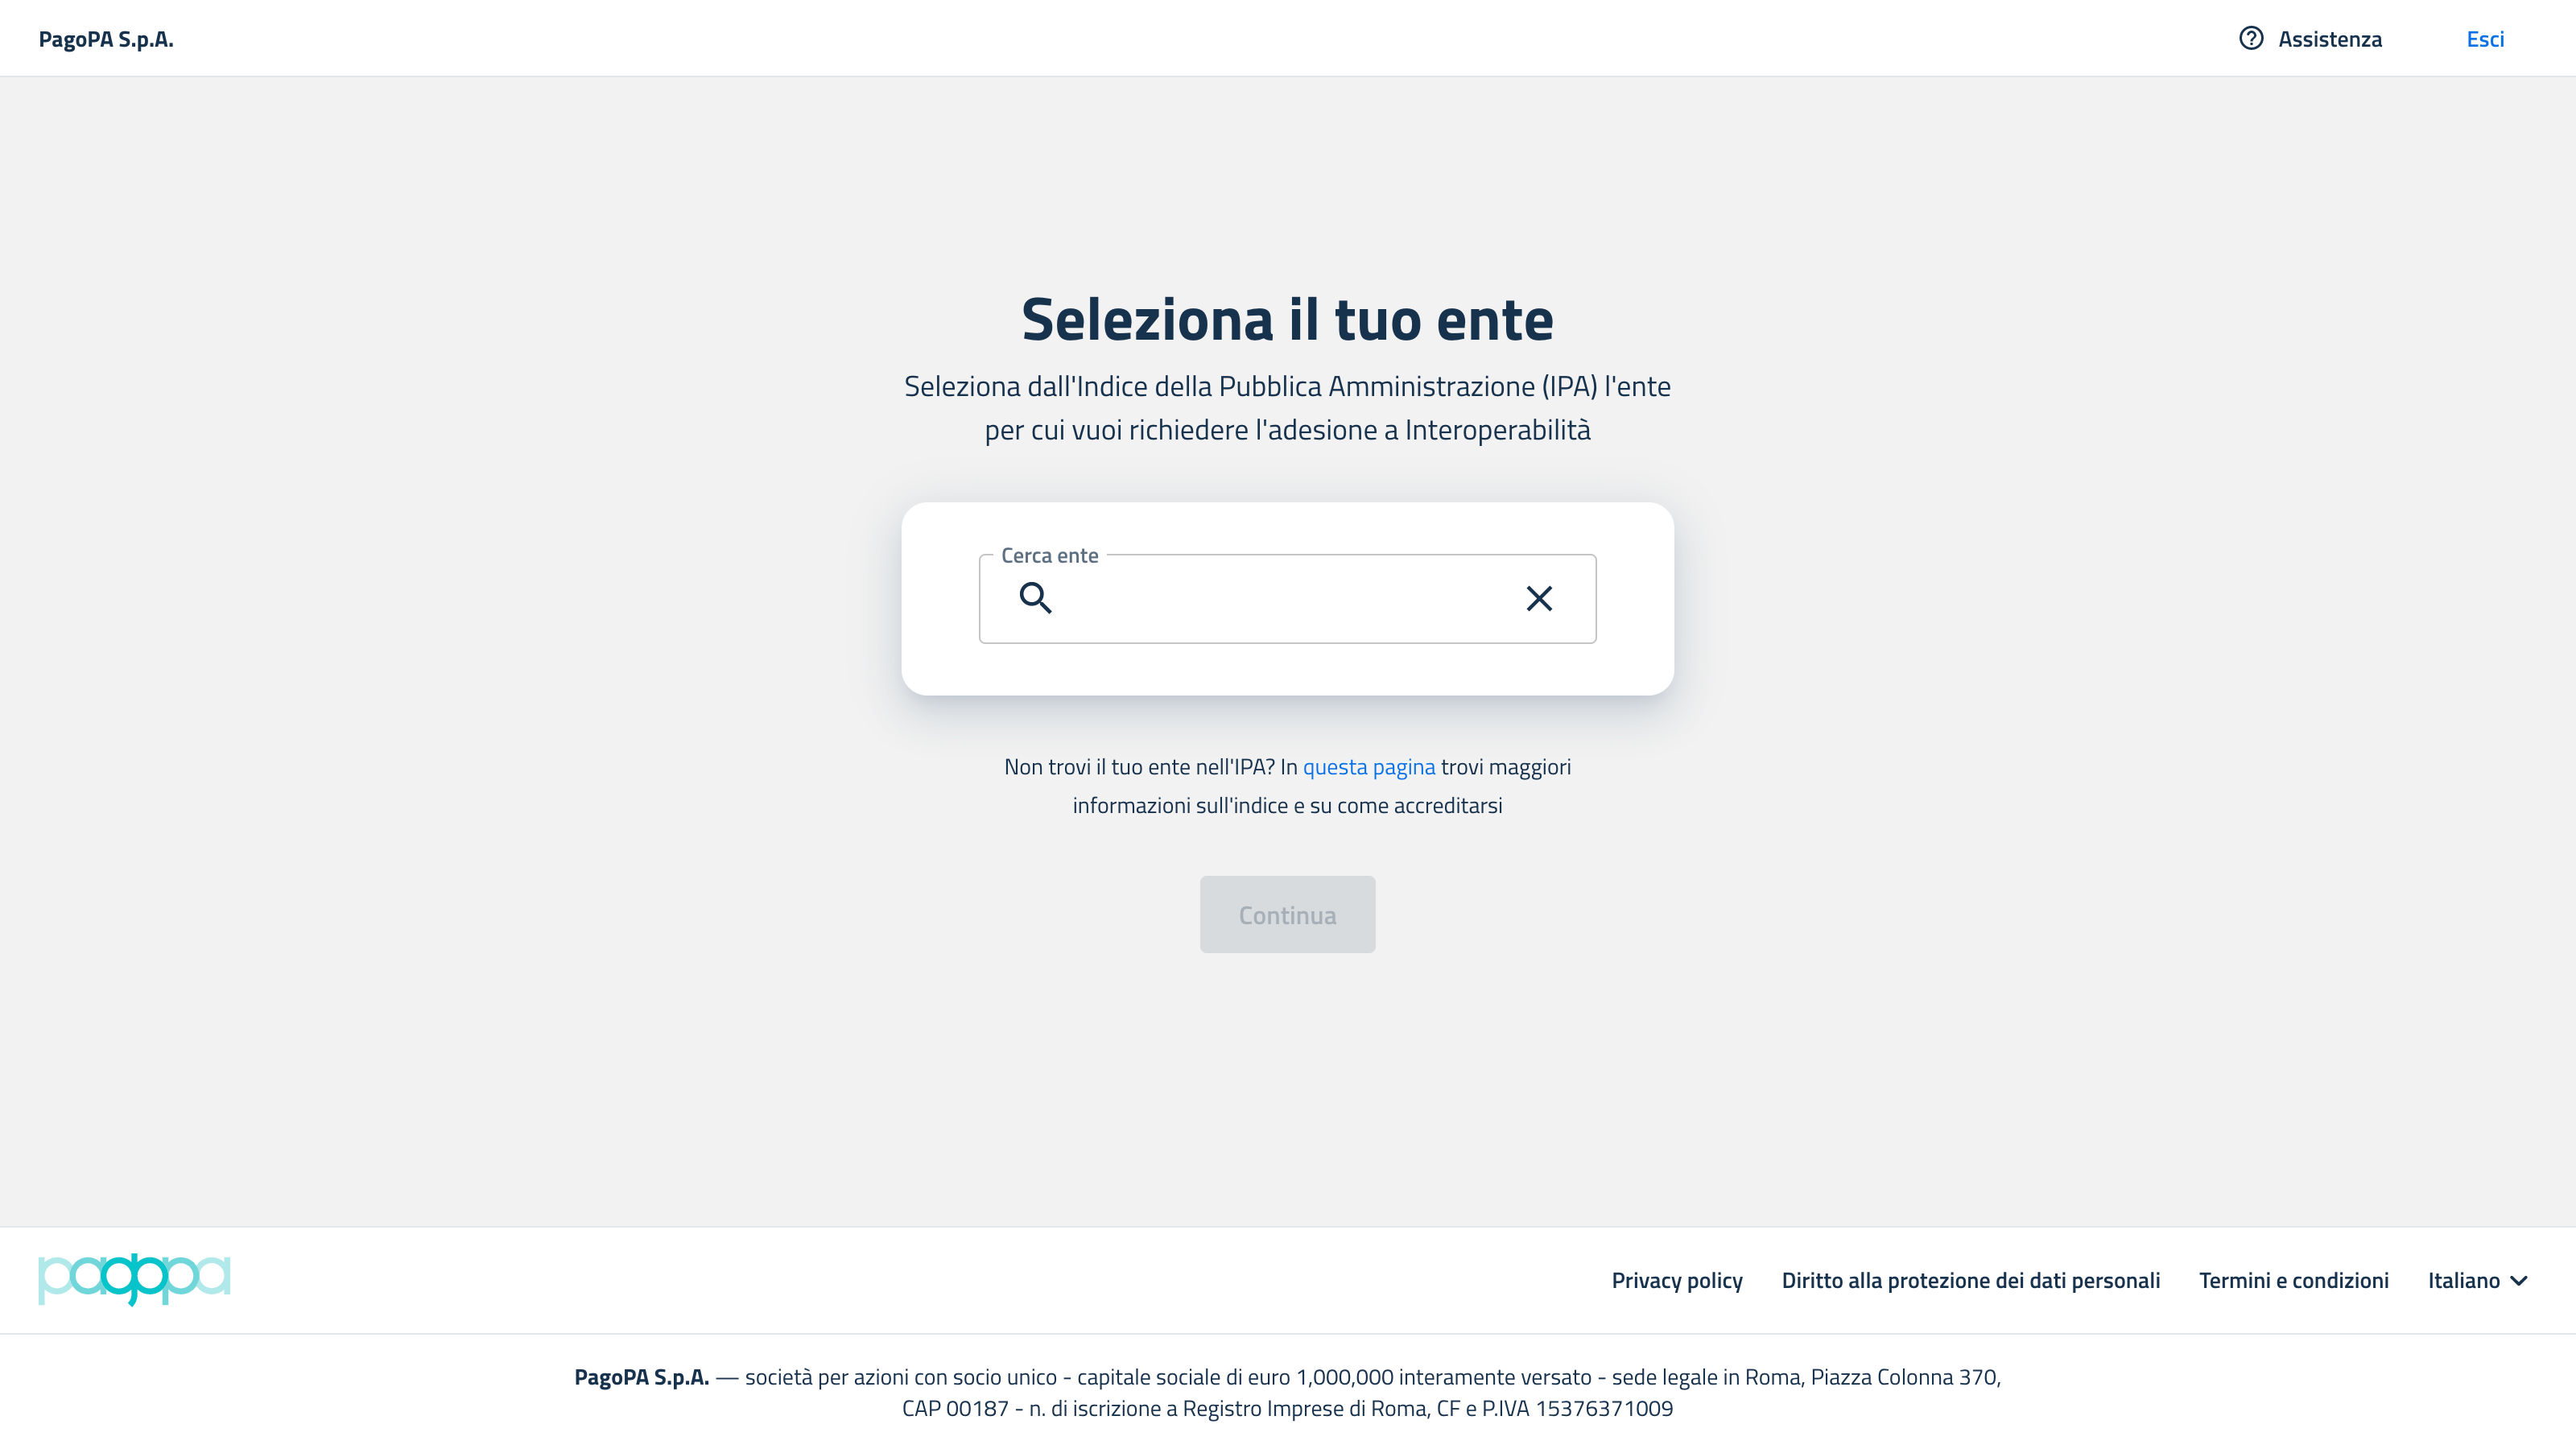 PagoPA S.p.A.
Assistenza
Esci
Seleziona il tuo ente
Seleziona dall'Indice della Pubblica Amministrazione (IPA) l'ente
per cui vuoi richiedere l'adesione a Interoperabilità
Cerca ente
Non trovi il tuo ente nell'IPA? In questa pagina trovi maggiori
informazioni sull'indice e su come accreditarsi
Continua
pagopa
Privacy policy
Diritto alla protezione dei dati personali
Termini e condizioni
Italiano
PagoPA S.p.A. — società per azioni con socio unico - capitale sociale di euro 1,000,000 interamente versato - sede legale in Roma, Piazza Colonna 370,
CAP 00187 - n. di iscrizione a Registro Imprese di Roma, CF e P.IVA 15376371009